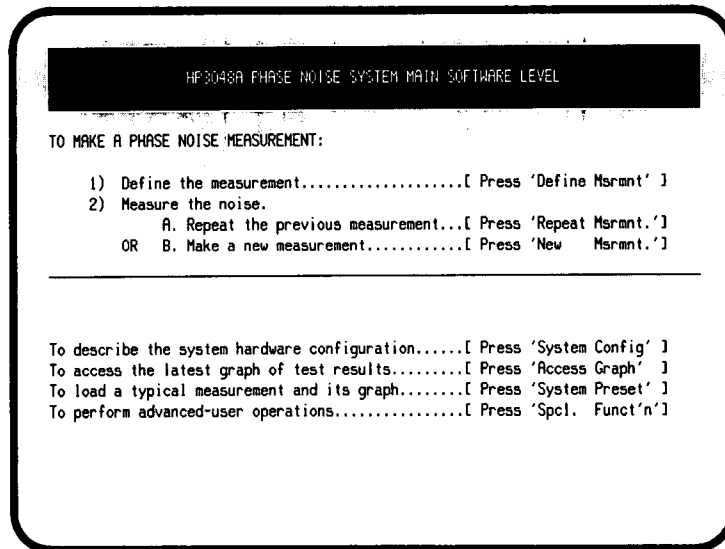 HP3048A PHASE NOISE SYSTEM MAIN SOFTWARE LEVEL
TO MAKE A PHASE NOISE MEASUREMENT:
1) Define the measurement....................[ Press 'Define Msrmnt' ]
2) Measure the noise.
A. Repeat the previous measurement...[ Press 'Repeat Msrmnt.']
OR B. Make a new measurement............[ Press 'New Msrmnt.']
To describe the system hardware configuration......[ Press 'System Config' ]
To access the latest graph of test results.........[ Press 'Access Graph' ]
To load a typical measurement and its graph........[ Press 'System Preset' ]
To perform advanced-user operations................[ Press 'Spcl. Funct'n']